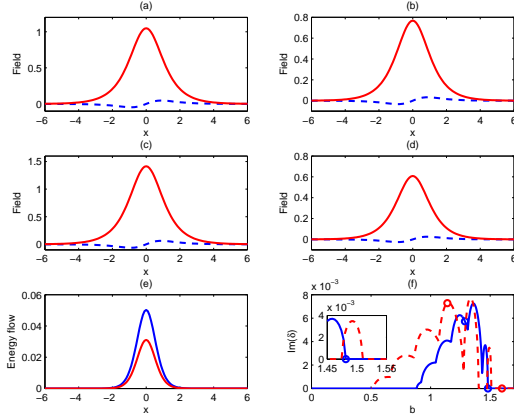 (a)
Field
1
0.5
0
−6 −4 −2 0 2 4 6
x
(b)
Field
0.8
0.6
0.4
0.2
0
−6 −4 −2 0 2 4 6
x
(c)
Field
1.5
1
0.5
0
−6 −4 −2 0 2 4 6
x
(d)
Field
0.8
0.6
0.4
0.2
0
−6 −4 −2 0 2 4 6
x
(e)
Energy flow
0.06
0.04
0.02
0
−6 −4 −2 0 2 4 6
x
(f)
x 10−3
Im(δ)
8
6
4
2
0
0 0.5 1 1.5
b
x 10−3
4
2
0
1.45 1.5 1.55